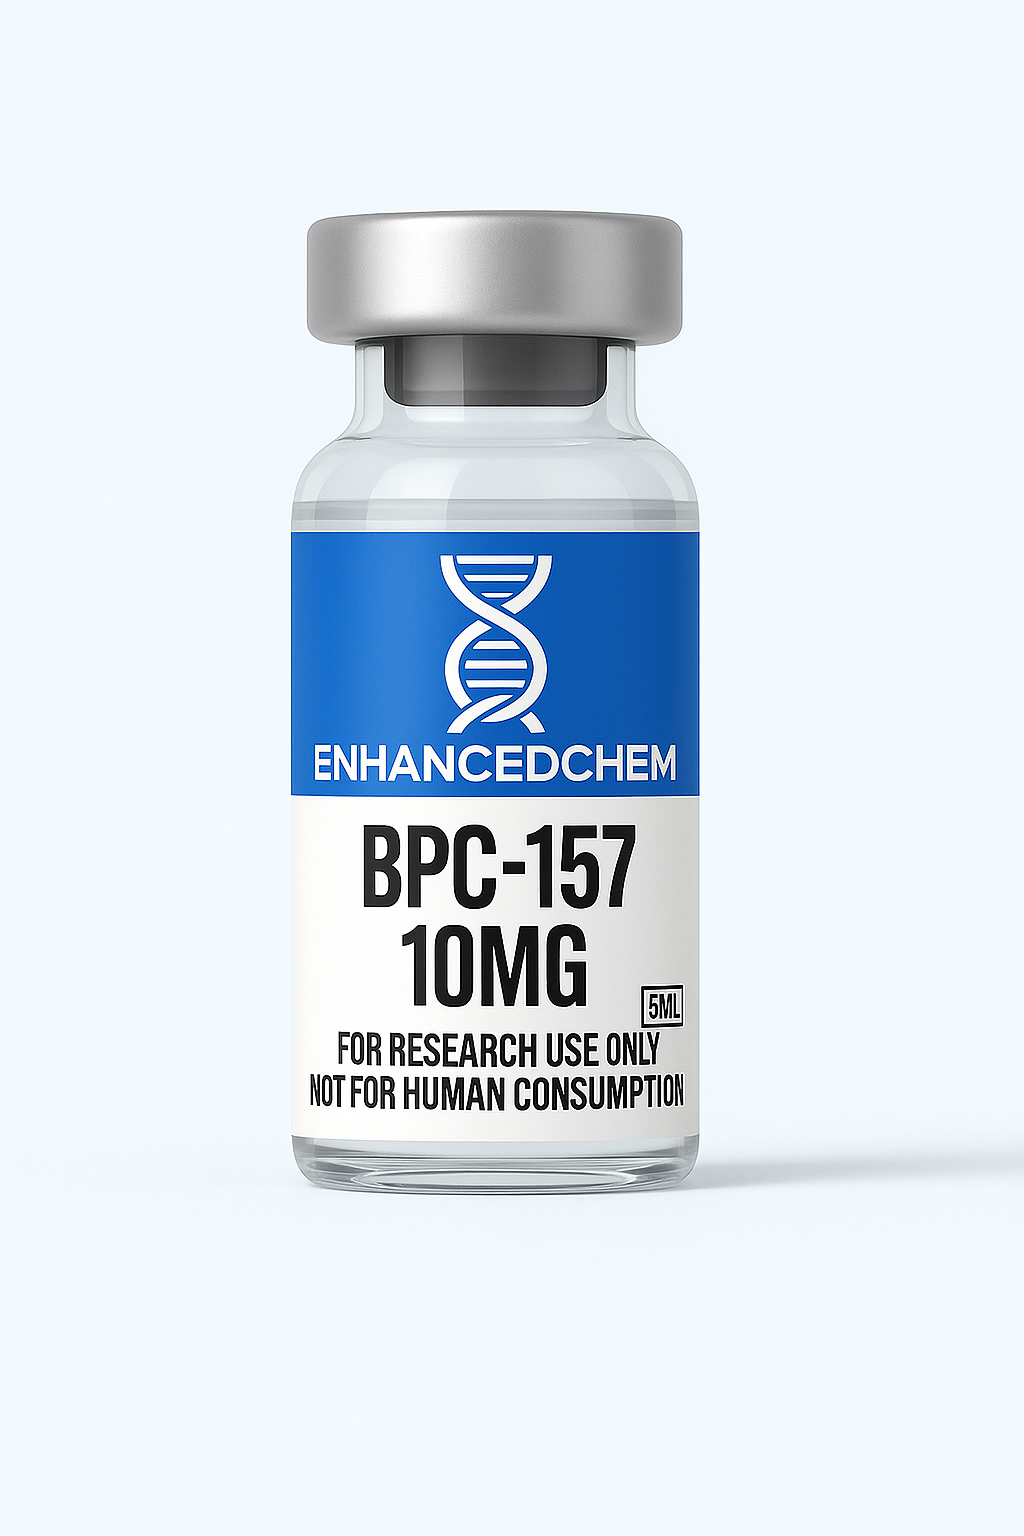 ENHANCEDCHEM
BPC-157
10MG
5ML
FOR RESEARCH USE ONLY
NOT FOR HUMAN CONSUMPTION